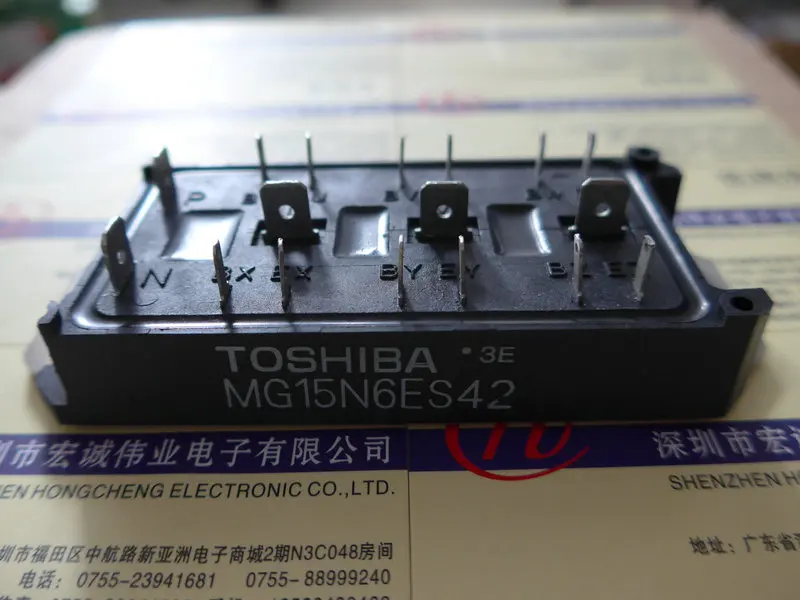 P
N BX EX BY EY
TOSHIBA 3E
MG15N6ES42
深圳市宏诚伟业电子有限公司
HONGCHENG ELECTRONIC CO.,LTD.
深圳市宏诚
SHENZHEN
深圳市福田区中航路新亚洲电子商城2期N3C048房间
地址：广东省
电话：0755-23941681 0755-88999240